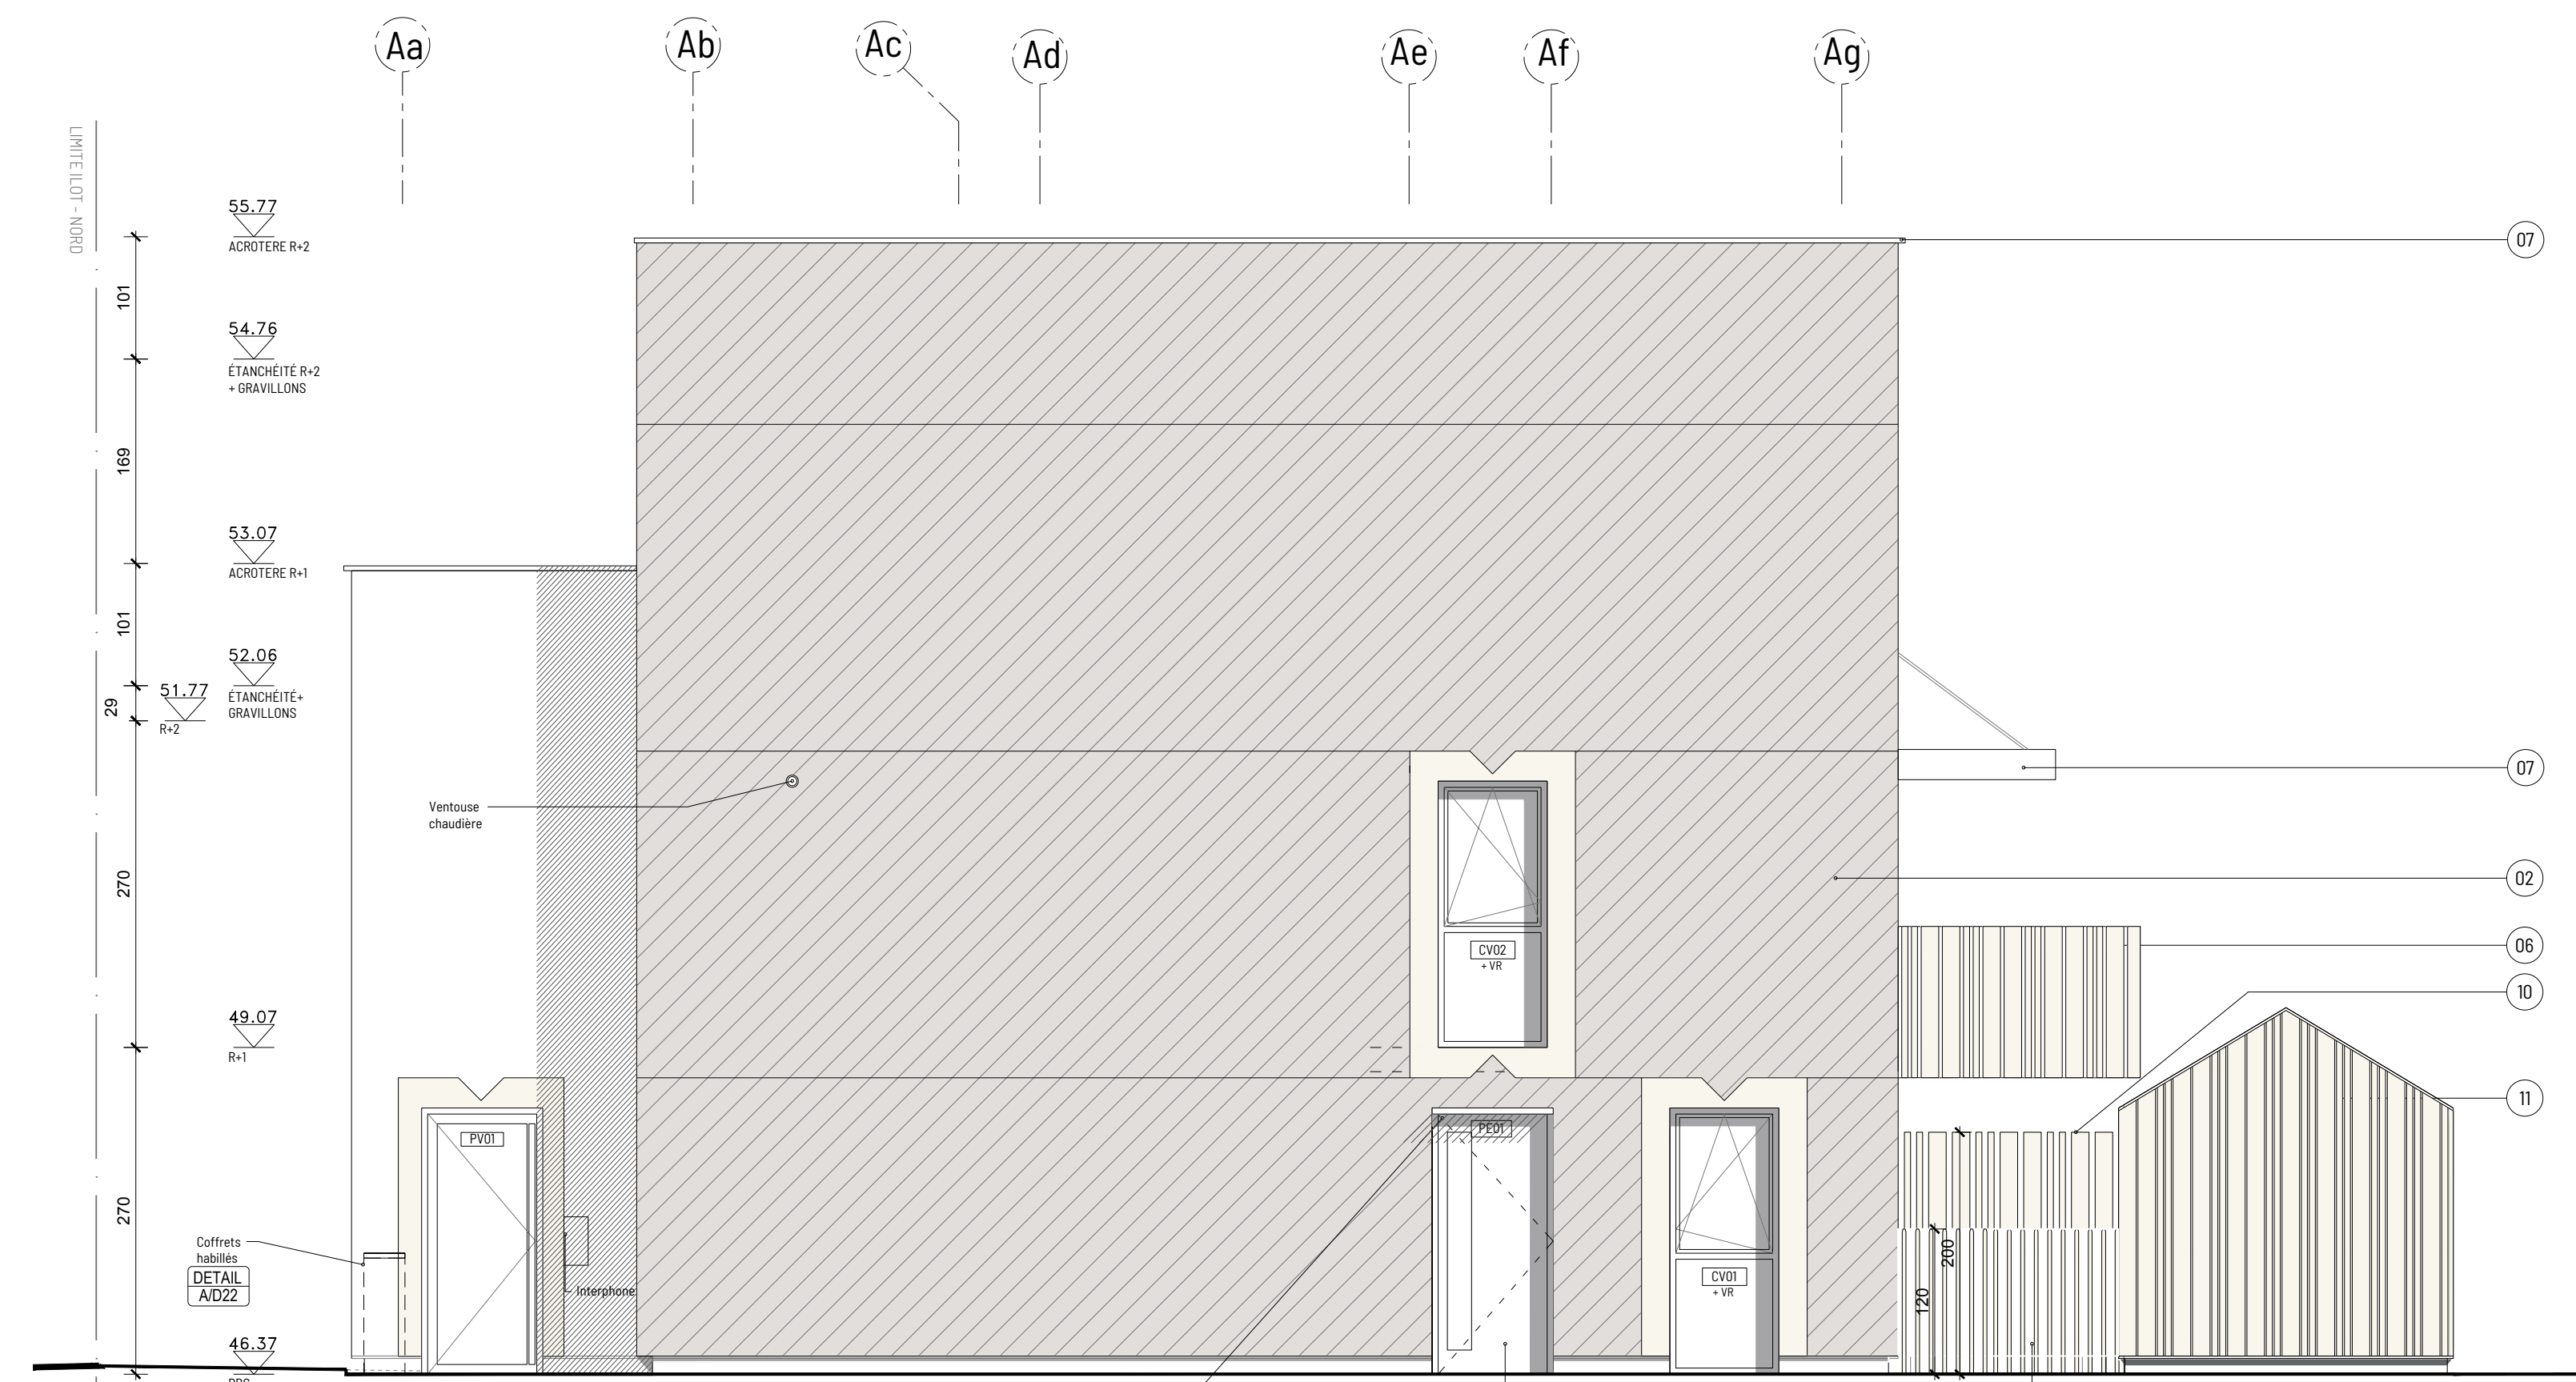 Aa
Ab
Ac
Ad
Ae
Af
Ag
LIMITE ILOT - NORD
55.77
ACROTERE R+2
07
101
54.76
ÉTANCHÉITÉ R+2
+ GRAVILLONS
169
53.07
ACROTERE R+1
101
52.06
ÉTANCHÉITÉ+
GRAVILLONS
51.77
R+2
29
07
Ventouse
chaudière
270
02
CV02
+ VR
06
10
49.07
R+1
11
PV01
PE01
270
Coffrets
habillés
DETAIL
A/D22
Interphone
CV01
+ VR
200
120
46.37